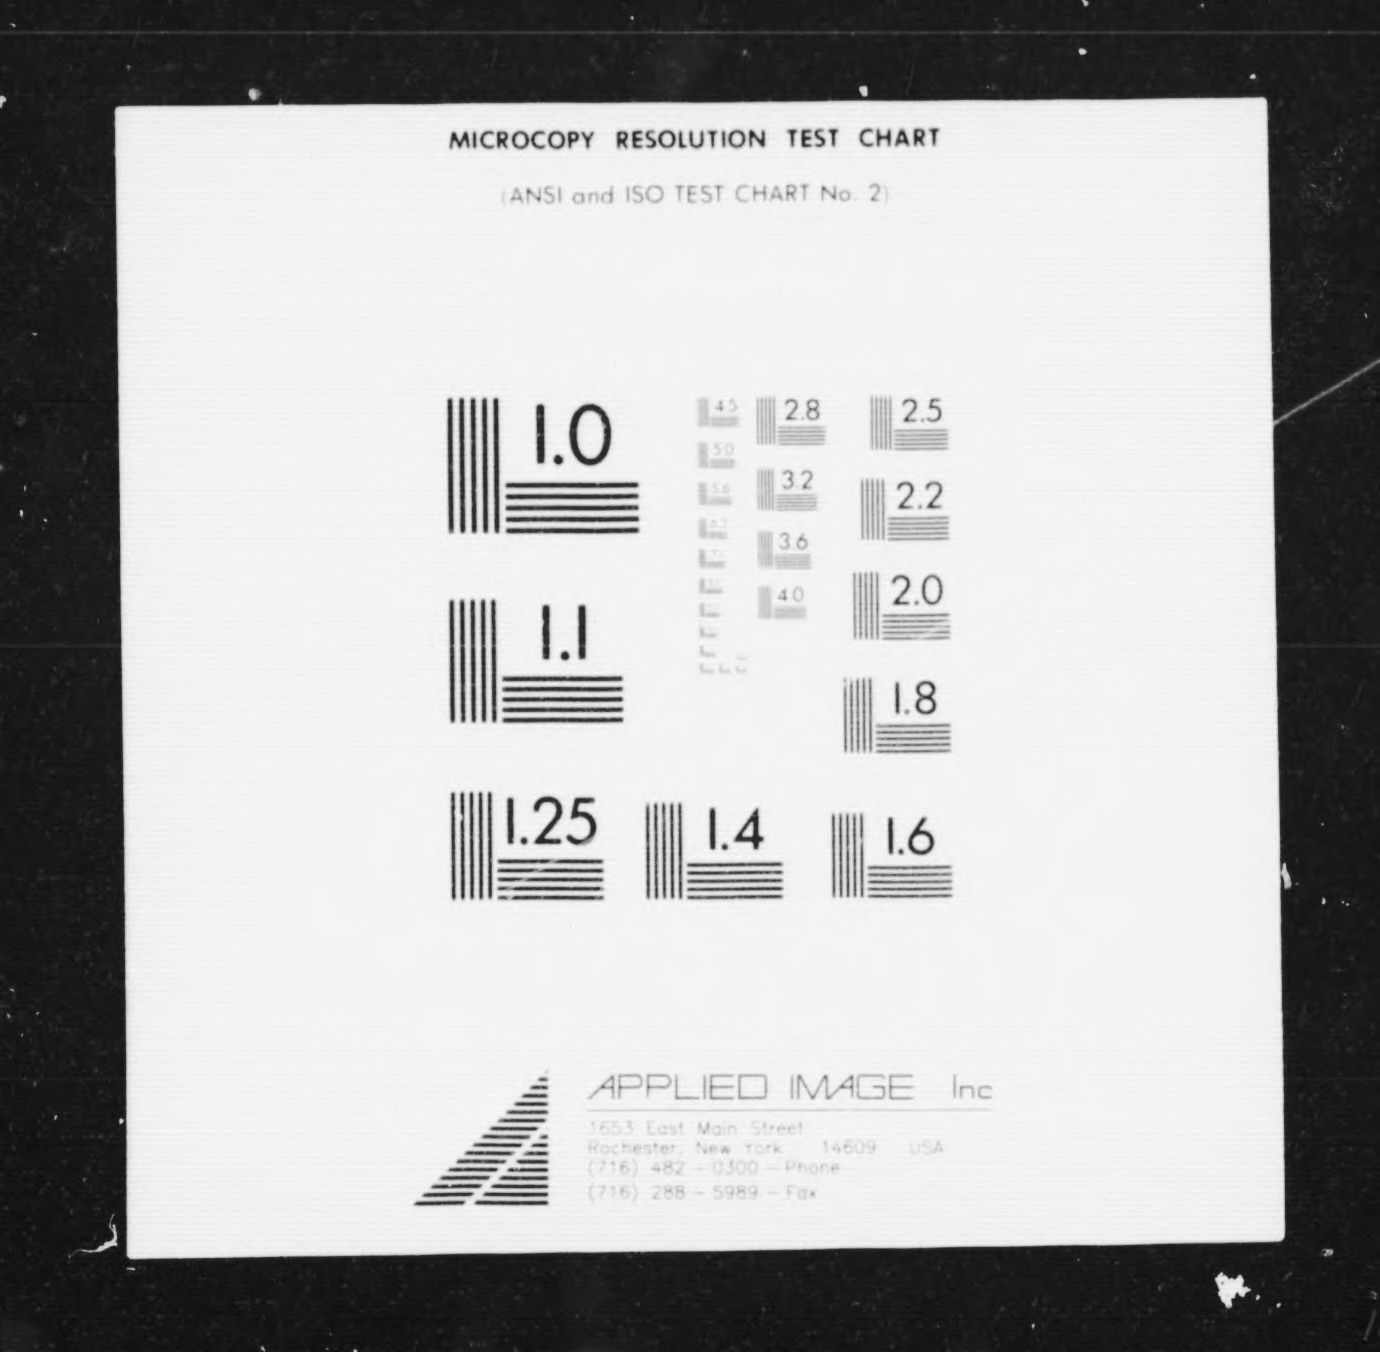 MICROCOPY RESOLUTION TEST CHART
(ANSI and ISO TEST CHART No. 2)
1.0
4.5
2.8
2.5
5.0
3.2
2.2
5.6
3.6
2.0
4.0
1.1
1.8
1.25
1.4
1.6
APPLIED IMAGE Inc
1653 East Main Street
Rochester, New York 14609 USA
(716) 482 - 0300 - Phone
(716) 288 - 5989 - Fax